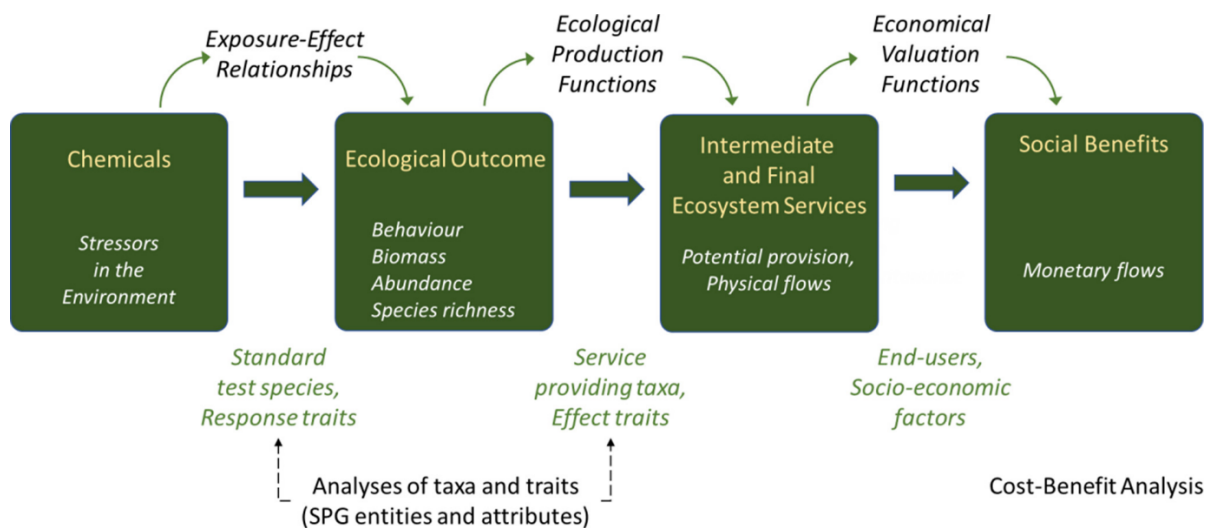 Exposure-Effect
Relationships
Ecological
Production
Functions
Economical
Valuation
Functions
Chemicals
Stressors
in the
Environment
Ecological Outcome
Behaviour
Biomass
Abundance
Species richness
Intermediate
and Final
Ecosystem Services
Potential provision,
Physical flows
Social Benefits
Monetary flows
Standard
test species,
Response traits
Service
providing taxa,
Effect traits
End-users,
Socio-economic
factors
Analyses of taxa and traits
(SPG entities and attributes)
Cost-Benefit Analysis